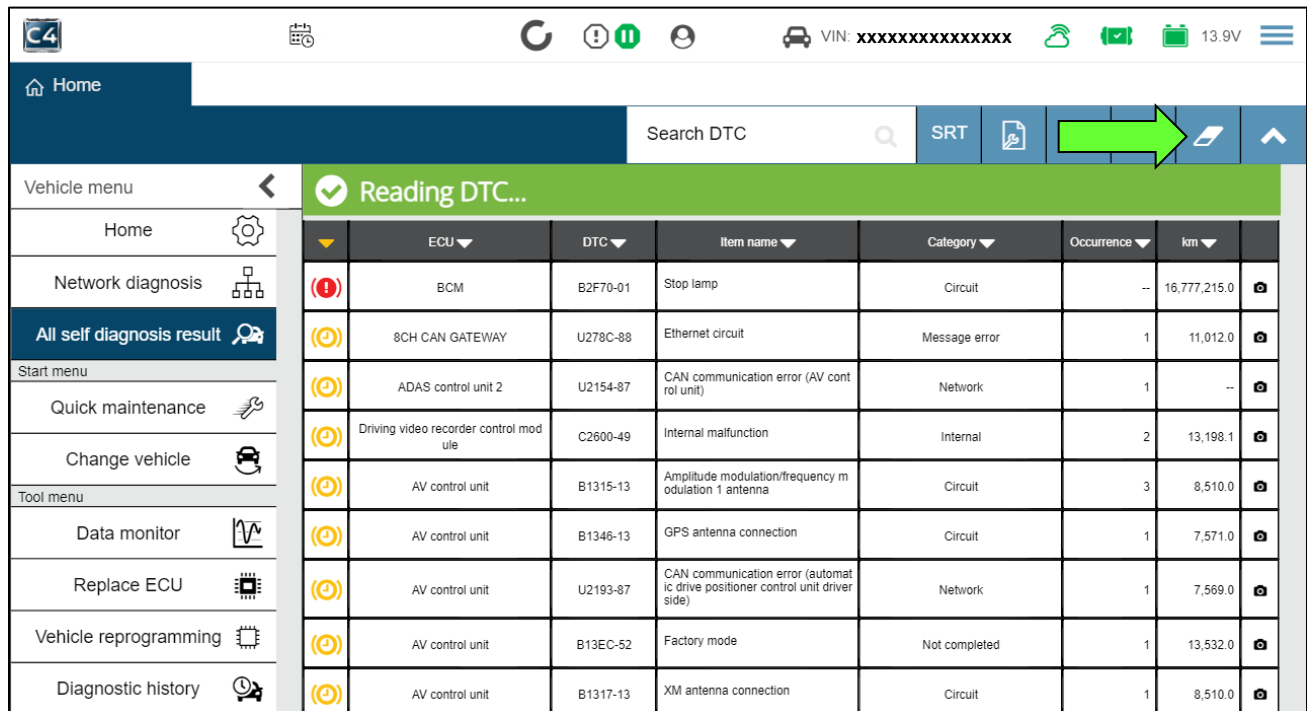 C4
VIN: xxxxxxxxxxxxxxx
13.9V
Home
Search DTC
SRT
Vehicle menu
Home
Network diagnosis
All self diagnosis result
Start menu
Quick maintenance
Change vehicle
Tool menu
Data monitor
Replace ECU
Vehicle reprogramming
Diagnostic history
Reading DTC...
ECU DTC Item name Category Occurrence km
BCM B2F70-01 Stop lamp Circuit -- 16,777,215.0
8CH CAN GATEWAY U278C-88 Ethernet circuit Message error 1 11,012.0
ADAS control unit 2 U2154-87 CAN communication error (AV cont
rol unit) Network 1 --
Driving video recorder control mod
ule C2600-49 Internal malfunction Internal 2 13,198.1
AV control unit B1315-13 Amplitude modulation/frequency m
odulation 1 antenna Circuit 3 8,510.0
AV control unit B1346-13 GPS antenna connection Circuit 1 7,571.0
AV control unit U2193-87 CAN communication error (automat
ic drive positioner control unit driver
side) Network 1 7,569.0
AV control unit B13EC-52 Factory mode Not completed 1 13,532.0
AV control unit B1317-13 XM antenna connection Circuit 1 8,510.0